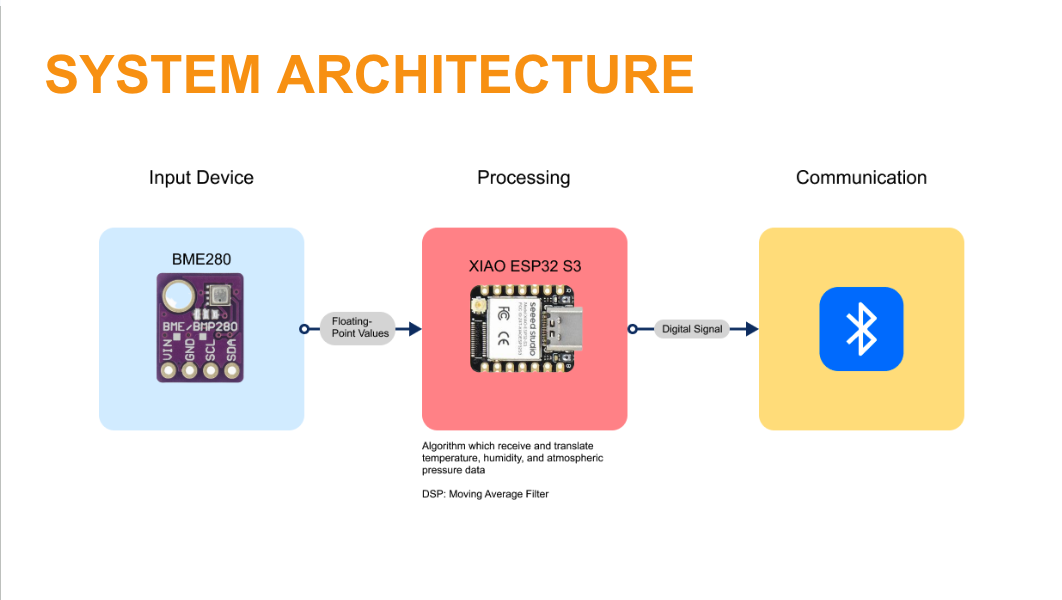 SYSTEM ARCHITECTURE
Input Device
Processing
Communication
BME280
BME/BMP280
VIN
GND
SCL
SDA
Floating-
Point Values
XIAO ESP32 S3
seeed studio
FC CE
Digital Signal
Algorithm which receive and translate
temperature, humidity, and atmospheric
pressure data
DSP: Moving Average Filter